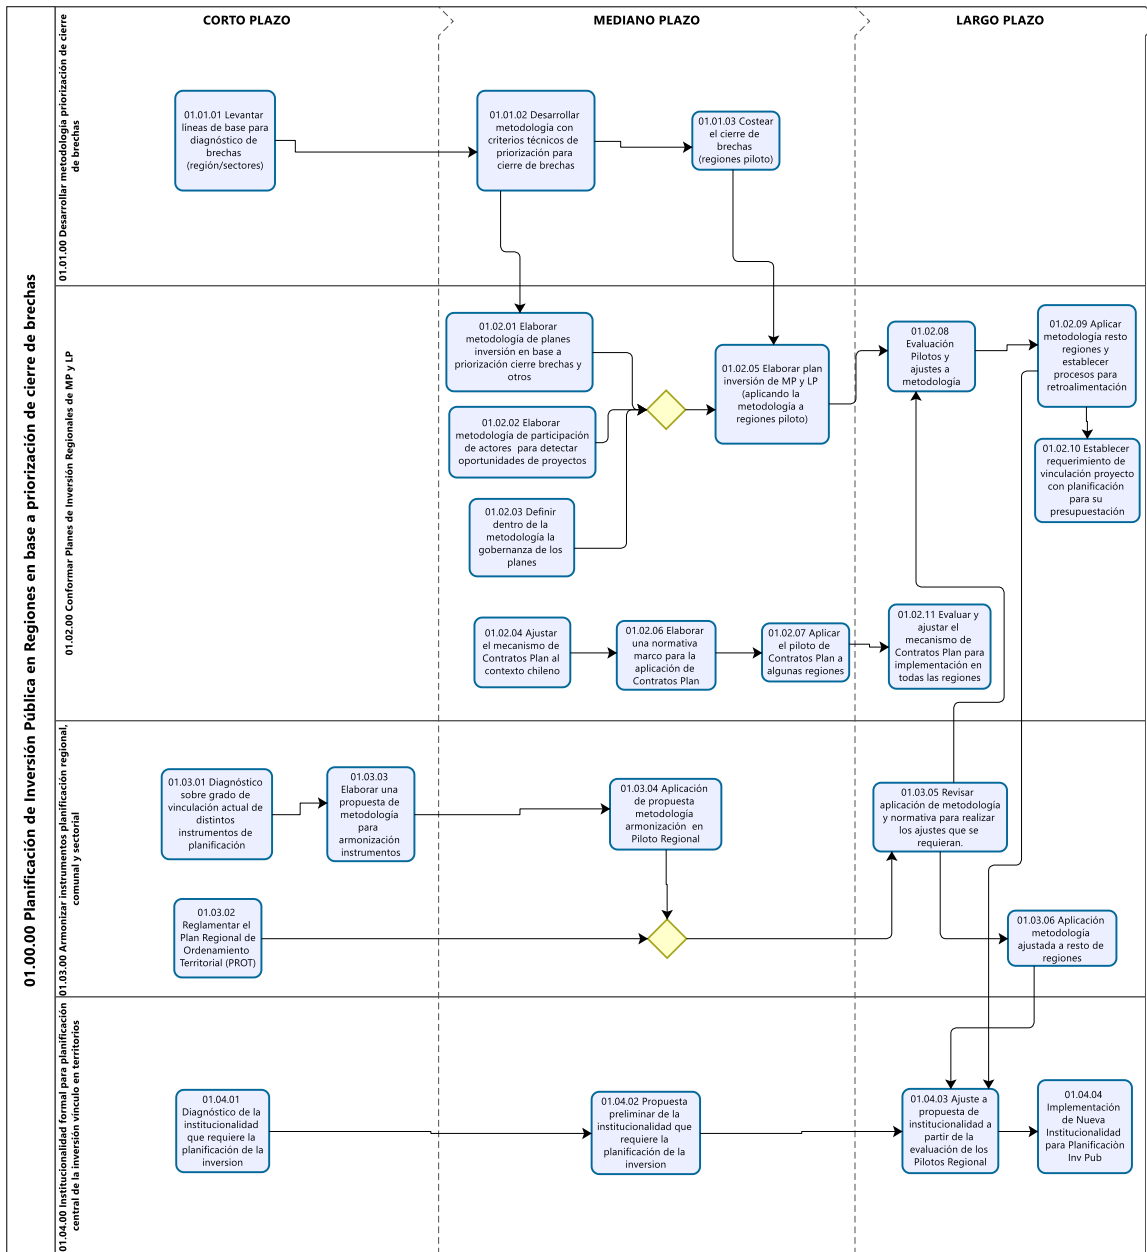 01.00.00 Planificación de Inversión Pública en Regiones en base a priorización de cierre de brechas
CORTO PLAZO
MEDIANO PLAZO
LARGO PLAZO
01.01.00 Desarrollar metodología priorización de cierre
de brechas
01.01.01 Levantar
líneas de base para
diagnóstico de
brechas
(región/sectores)
01.01.02 Desarrollar
metodología con
criterios técnicos de
priorización para
cierre de brechas
01.01.03 Costear
el cierre de
brechas
(regiones piloto)
01.02.00 Conformar Planes de Inversión Regionales de MP y LP
01.02.01 Elaborar
metodología de planes
inversión en base a
priorización cierre brechas y
otros
01.02.02 Elaborar
metodología de participación
de actores para detectar
oportunidades de proyectos
01.02.03 Definir
dentro de la
metodología la
gobernanza de los
planes
01.02.05 Elaborar plan
inversión de MP y LP
(aplicando la
metodología a
regiones piloto)
01.02.08
Evaluación
Pilotos y
ajustes a
metodología
01.02.09 Aplicar
metodología resto
regiones y
establecer
procesos para
retroalimentación
01.02.10 Establecer
requerimiento de
vinculación proyecto
con planificación
para su
presupuestación
01.02.04 Ajustar
el mecanismo de
Contratos Plan al
contexto chileno
01.02.06 Elaborar
una normativa
marco para la
aplicación de
Contratos Plan
01.02.07 Aplicar
el piloto de
Contratos Plan a
algunas regiones
01.02.11 Evaluar y
ajustar el
mecanismo de
Contratos Plan para
implementación en
todas las regiones
01.03.00 Armonizar instrumentos planificación regional,
comunal y sectorial
01.03.01 Diagnóstico
sobre grado de
vinculación actual de
distintos
instrumentos de
planificación
01.03.03
Elaborar una
propuesta de
metodología
para
armonización
instrumentos
01.03.04 Aplicación
de propuesta
metodología
armonización en
Piloto Regional
01.03.05 Revisar
aplicación de metodología
y normativa para realizar
los ajustes que se
requieran.
01.03.02
Reglamentar el
Plan Regional de
Ordenamiento
Territorial (PROT)
01.03.06 Aplicación
metodología
ajustada a resto de
regiones
01.04.00 Institucionalidad formal para planificación
central de la inversión vínculo en territorios
01.04.01
Diagnóstico de la
institucionalidad
que requiere la
planificación de la
inversion
01.04.02 Propuesta
preliminar de la
institucionalidad que
requiere la
planificación de la
inversion
01.04.03 Ajuste a
propuesta de
institucionalidad a
partir de la
evaluación de los
Pilotos Regional
01.04.04
Implementación
de Nueva
Institucionalidad
para Planificaciòn
Inv Pub